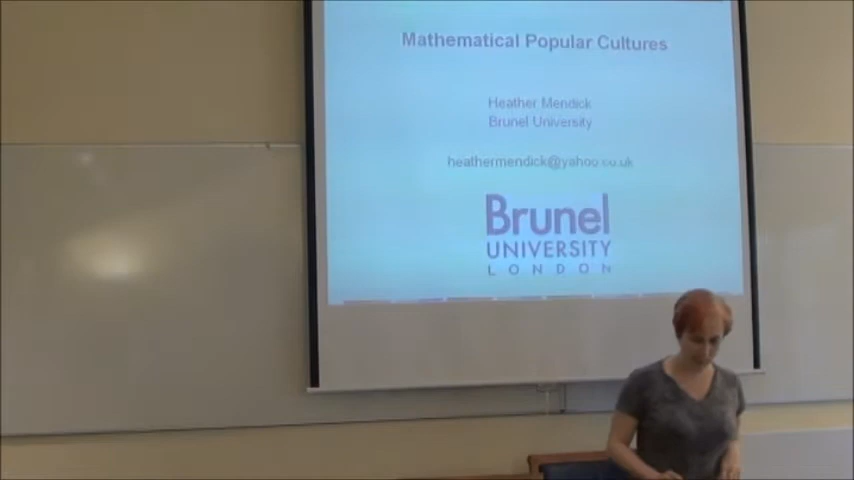 Mathematical Popular Cultures
Heather Mendick
Brunel University
heathermendick@yahoo.co.uk
Brunel
UNIVERSITY
LONDON